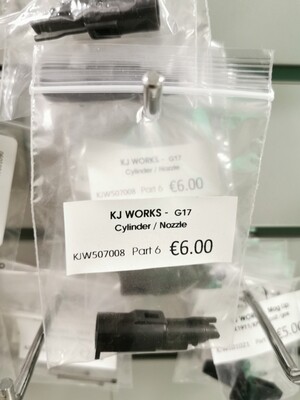 KJ WORKS - G17
Cylinder / Nozzle
KJW507008 Part 6 €6.00
KJ WORKS - G17
Cylinder / Nozzle
KJW507008 Part 6 €6.00